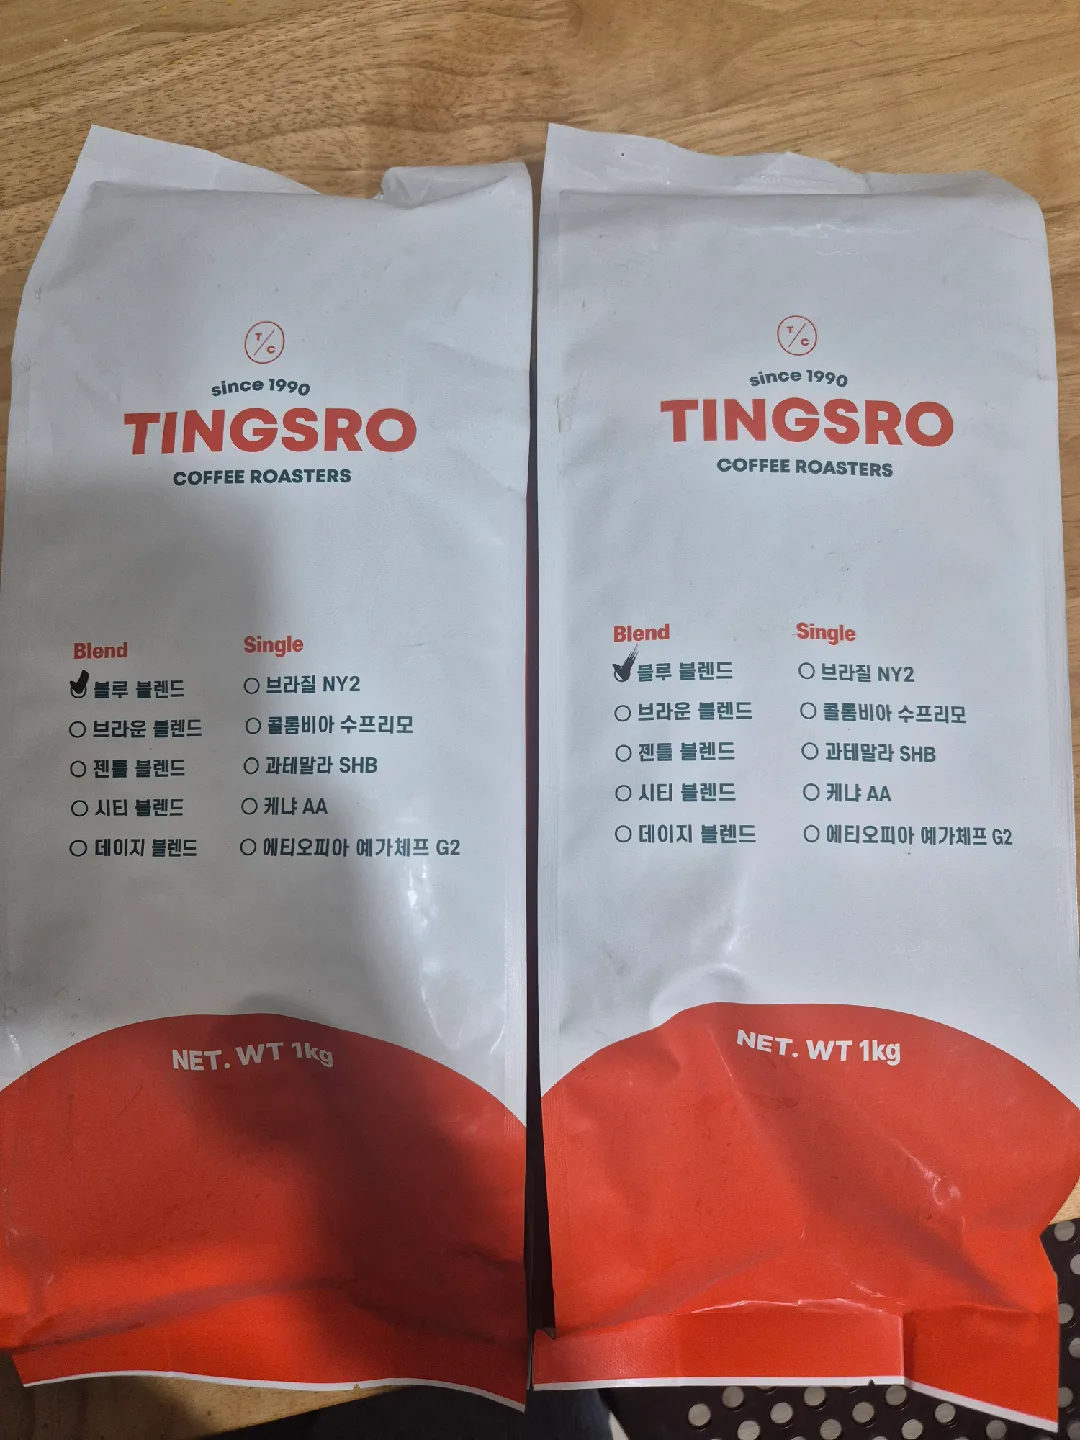 T/C
since 1990
TINGSRO
COFFEE ROASTERS
Blend
블루 블렌드
브라운 블렌드
젠틀 블렌드
시티 블렌드
데이지 블렌드
Single
브라질 NY2
콜롬비아 수프리모
과테말라 SHB
케냐 AA
에티오피아 예가체프 G2
NET. WT 1kg
T/C
since 1990
TINGSRO
COFFEE ROASTERS
Blend
블루 블렌드
브라운 블렌드
젠틀 블렌드
시티 블렌드
데이지 블렌드
Single
브라질 NY2
콜롬비아 수프리모
과테말라 SHB
케냐 AA
에티오피아 예가체프 G2
NET. WT 1kg